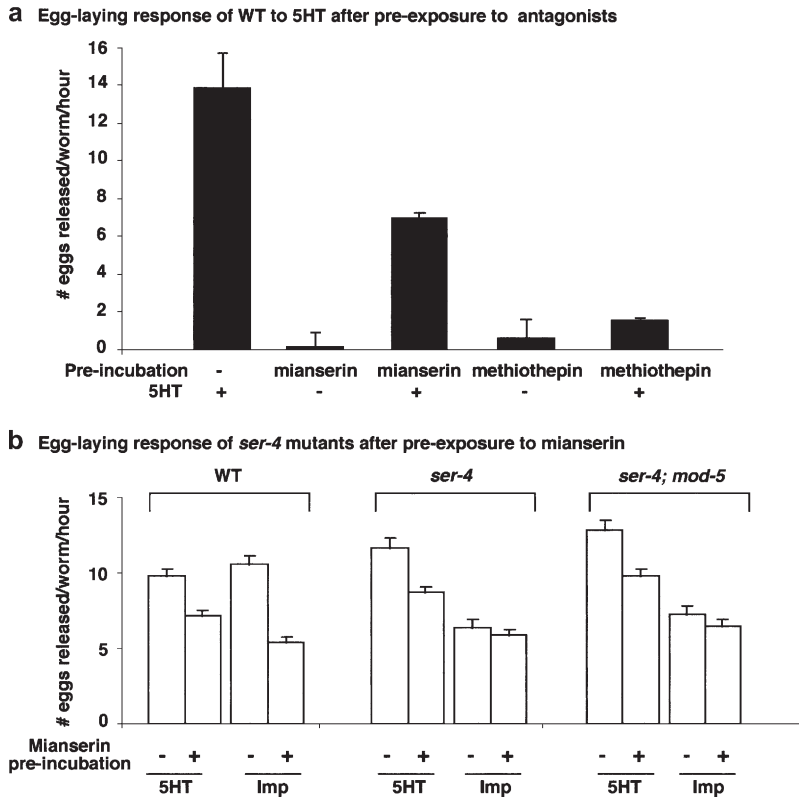 a Egg-laying response of WT to 5HT after pre-exposure to antagonists
16
14
12
10
8
6
4
2
0
# eggs released/worm/hour
Pre-incubation - mianserin mianserin methiothepin methiothepin
5HT + - + - +
b Egg-laying response of ser-4 mutants after pre-exposure to mianserin
WT ser-4 ser-4; mod-5
15
10
5
0
# eggs released/worm/hour
Mianserin
pre-incubation - + - + - + - + - + - +
5HT Imp 5HT Imp 5HT Imp